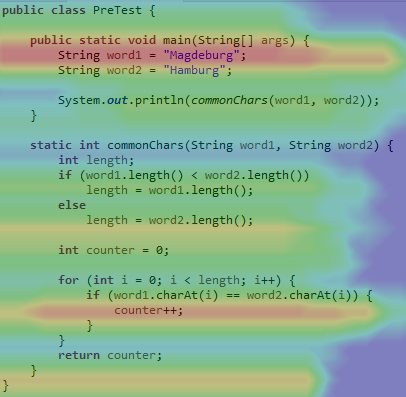 public class PreTest {
public static void main(String[] args) {
String word1 = "Magdeburg";
String word2 = "Hamburg";
System.out.println(commonChars(word1, word2));
}
static int commonChars(String word1, String word2) {
int length;
if (word1.length() < word2.length())
length = word1.length();
else
length = word2.length();
int counter = 0;
for (int i = 0; i < length; i++) {
if (word1.charAt(i) == word2.charAt(i)) {
counter++;
}
}
return counter;
}
}